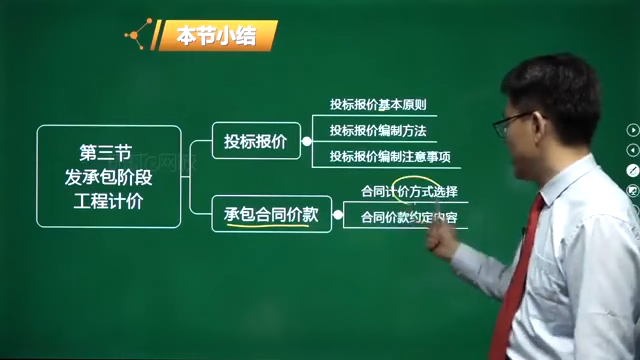 本节小结
第三节
发承包阶段
工程计价
投标报价
投标报价基本原则
投标报价编制方法
投标报价编制注意事项
承包合同价款
合同计价方式选择
合同价款约定内容